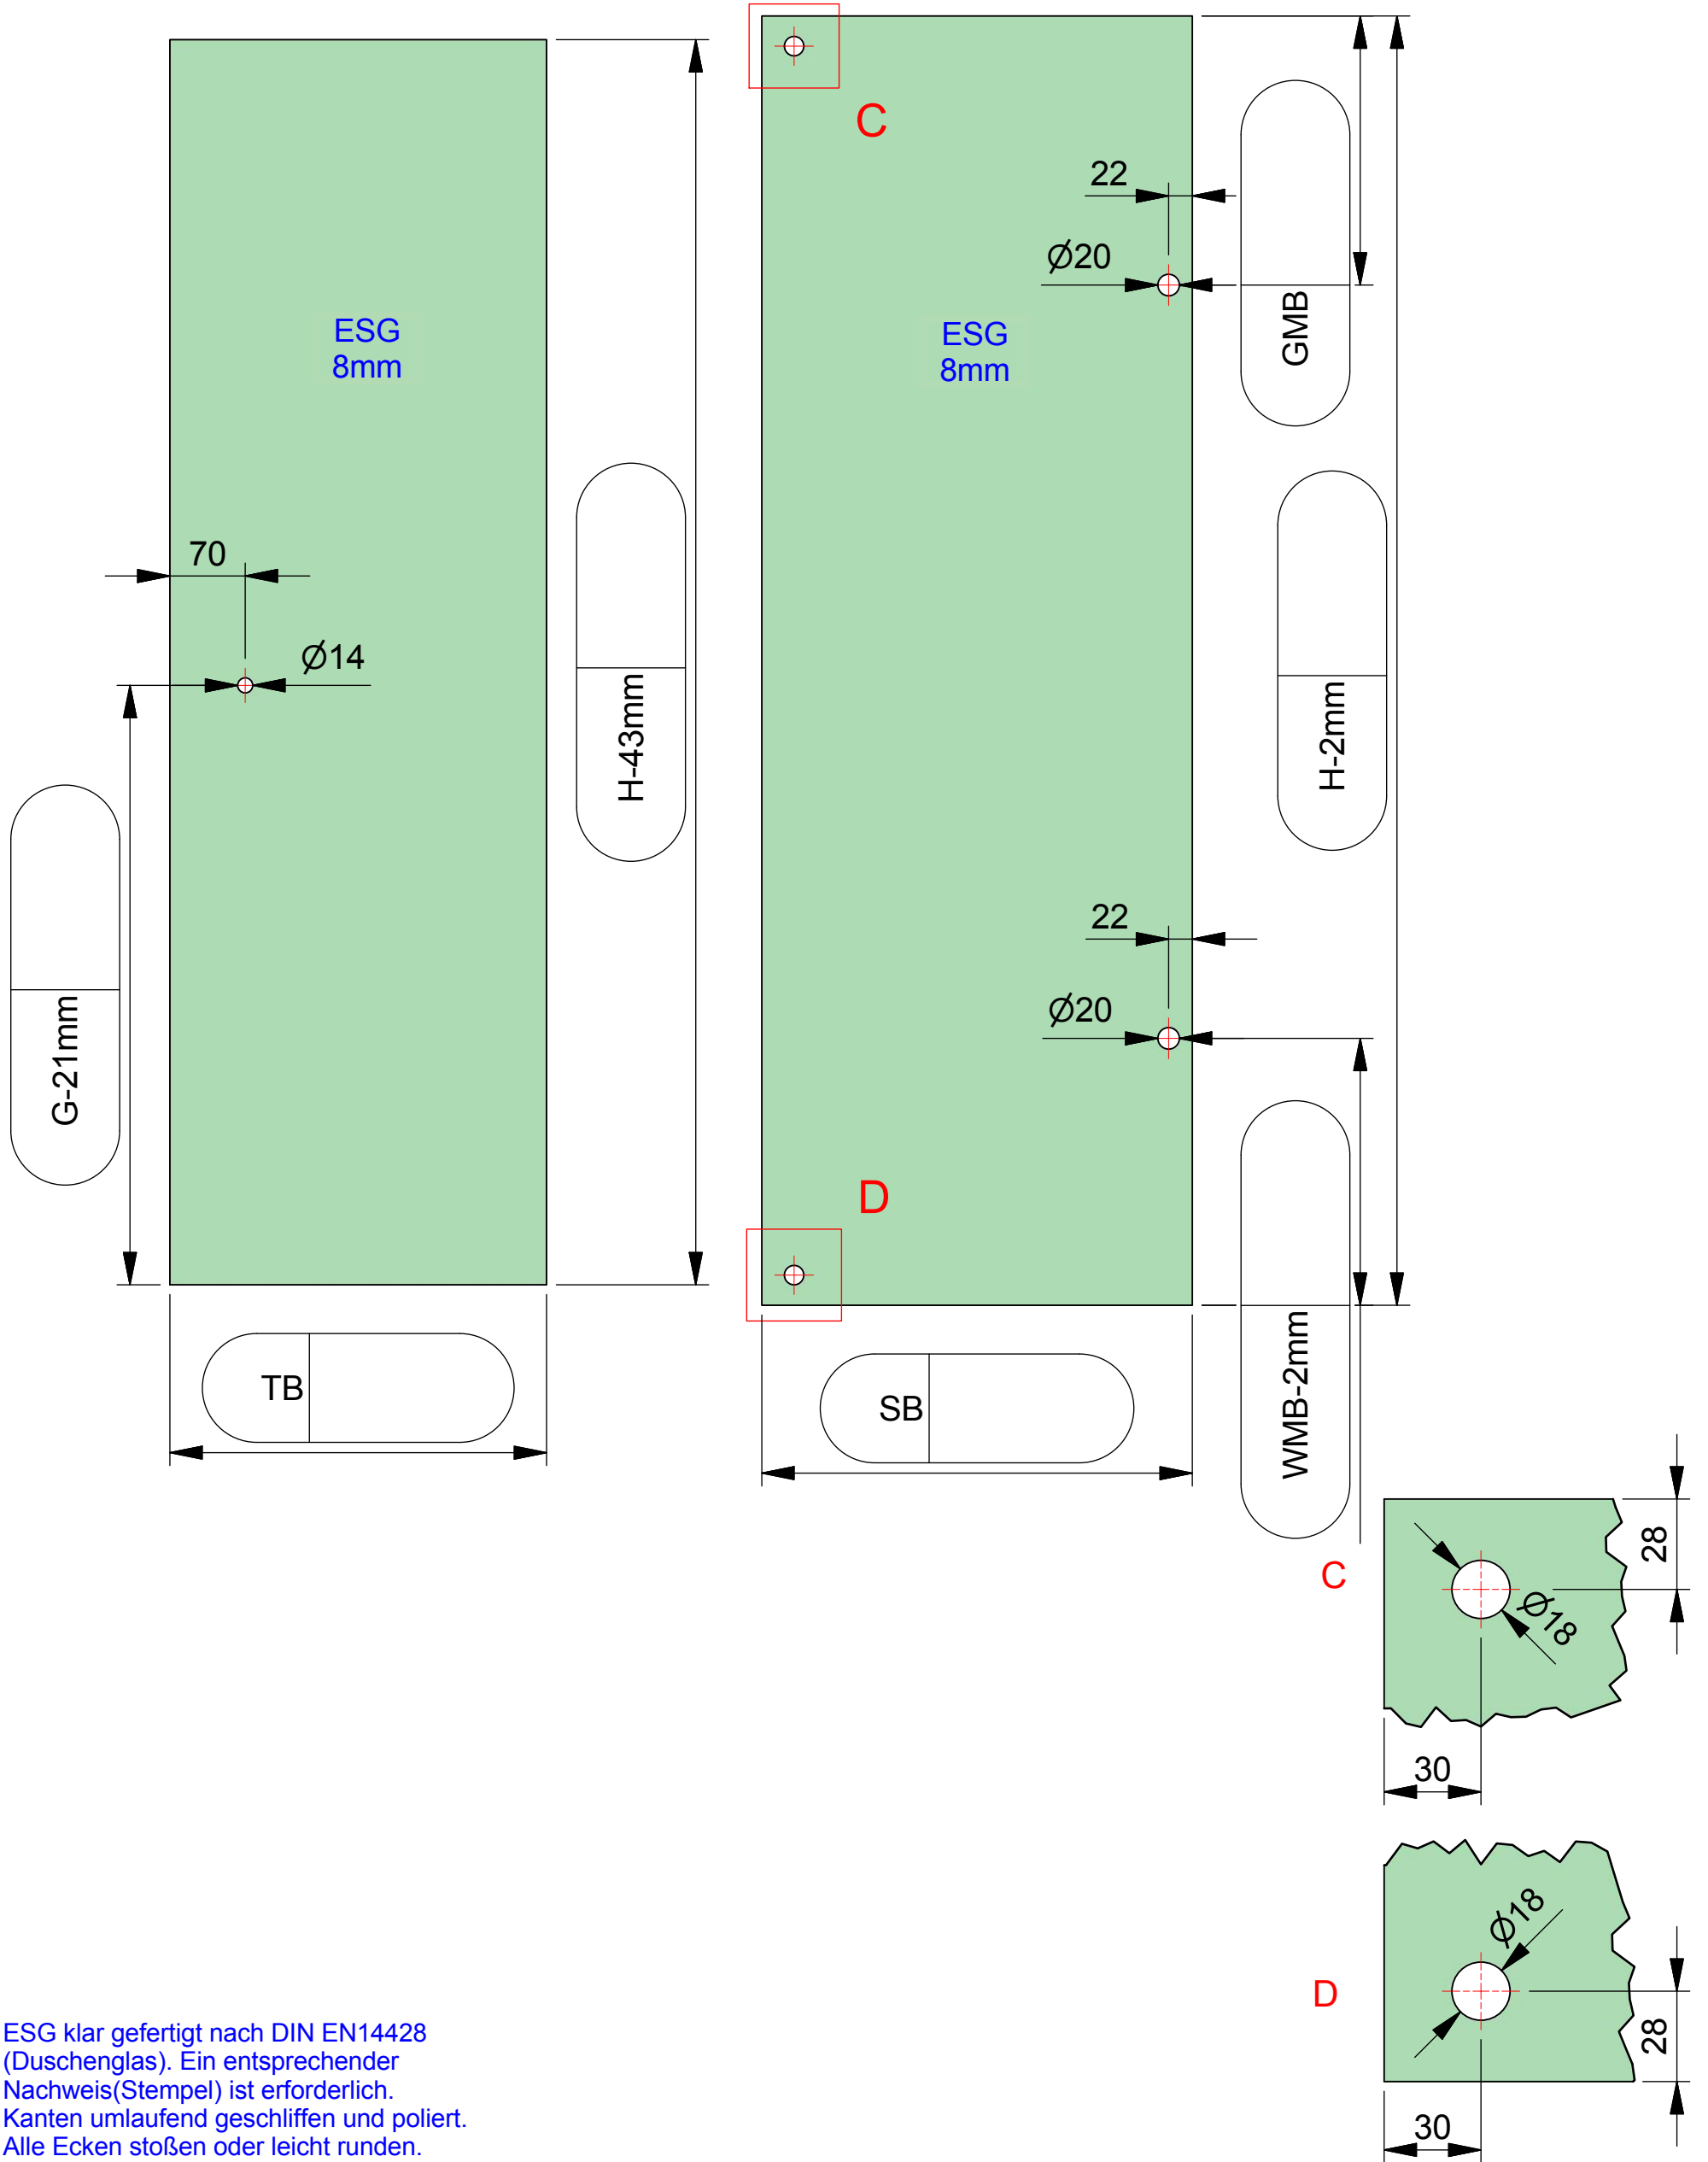 C
22
Ø20
GMB
ESG
8mm
ESG
8mm
70
Ø14
H-43mm
H-2mm
22
G-21mm
Ø20
D
TB
SB
WMB-2mm
C
28
Ø18
30
Ø18
D
28
30
ESG klar gefertigt nach DIN EN14428
(Duschenglas). Ein entsprechender
Nachweis(Stempel) ist erforderlich.
Kanten umlaufend geschliffen und poliert.
Alle Ecken stoßen oder leicht runden.